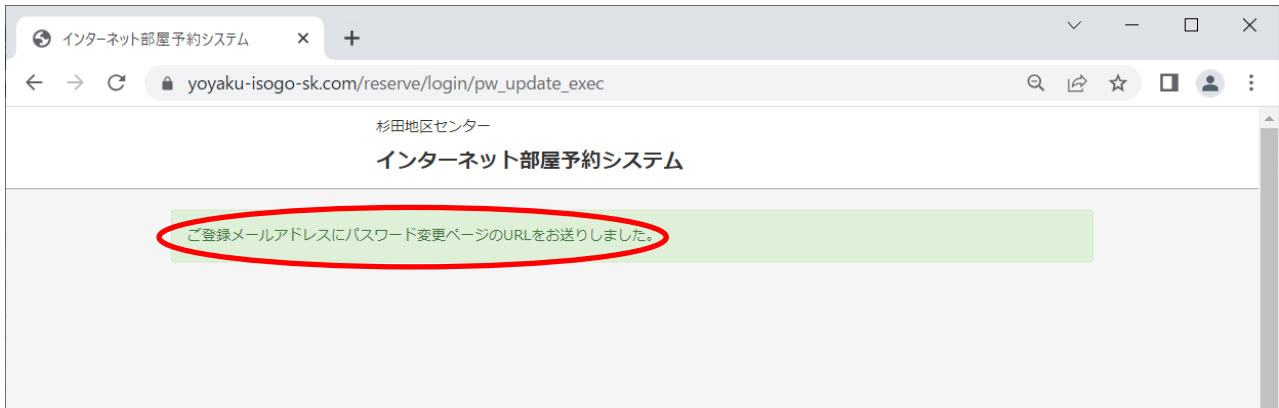 インターネット部屋予約システム
yoyaku-isogo-sk.com/reserve/login/pw_update_exec
杉田地区センター
インターネット部屋予約システム
ご登録メールアドレスにパスワード変更ページのURLをお送りしました。